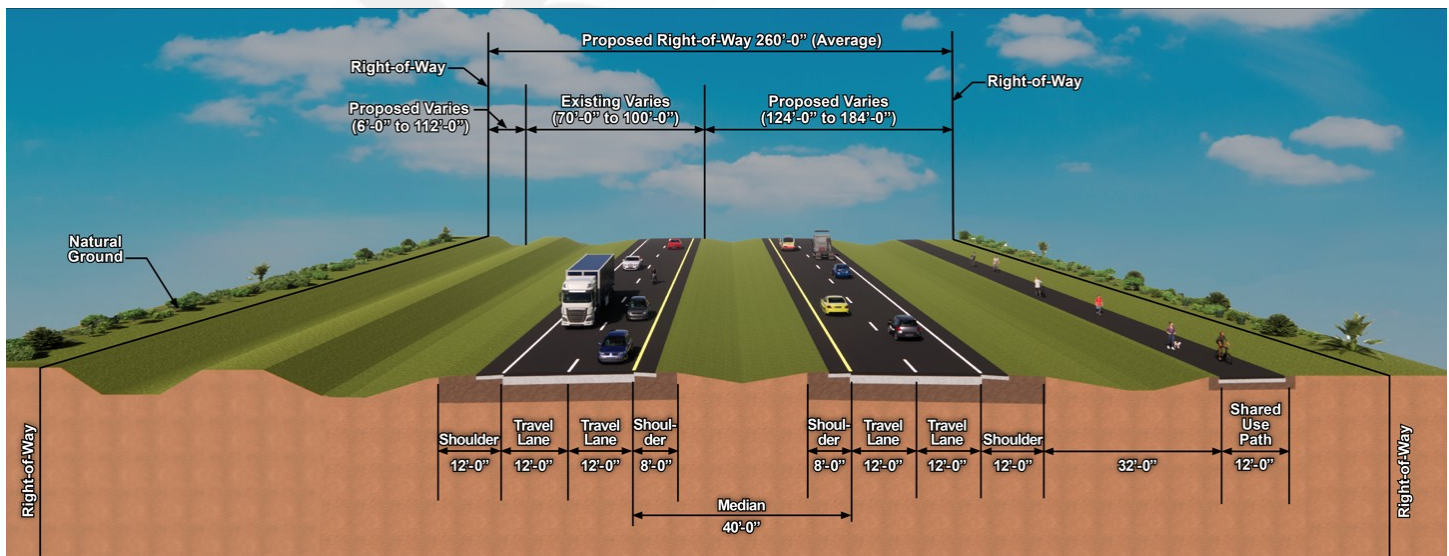 Proposed Right-of-Way 260'-0” (Average)
Right-of-Way
Right-of-Way
Proposed Varies
(6'-0” to 112'-0”)
Existing Varies
(70'-0” to 100'-0”)
Proposed Varies
(124'-0” to 184'-0”)
Natural
Ground
Right-of-Way
Shoulder
12'-0”
Travel
Lane
12'-0”
Travel
Lane
12'-0”
Shoul-
der
8'-0”
Shoul-
der
8'-0”
Travel
Lane
12'-0”
Travel
Lane
12'-0”
Shoulder
12'-0”
32'-0”
Shared
Use
Path
12'-0”
Right-of-Way
Median
40'-0”